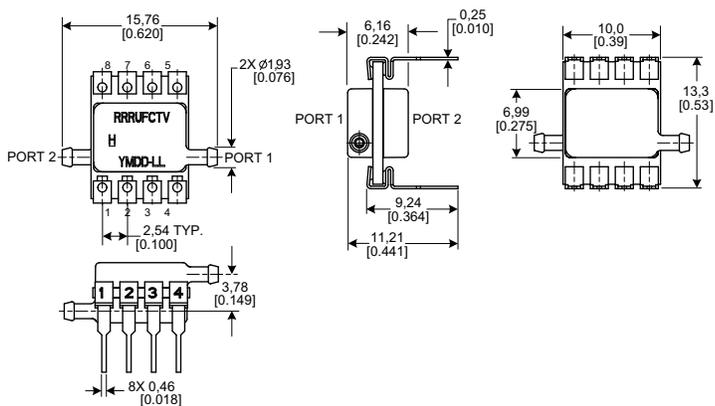 15,76
[0.620]
8 7 6 5
2X Ø1,93
[0.076]
RRRUFCTV
H
YMDD-LL.
PORT 2
PORT 1
1 2 3 4
2,54 TYP.
[0.100]
6,16
[0.242]
0,25
[0.010]
PORT 1
PORT 2
9,24
[0.364]
11,21
[0.441]
10,0
[0.39]
6,99
[0.275]
13,3
[0.53]
1 2 3 4
3,78
[0.149]
8X 0,46
[0.018]